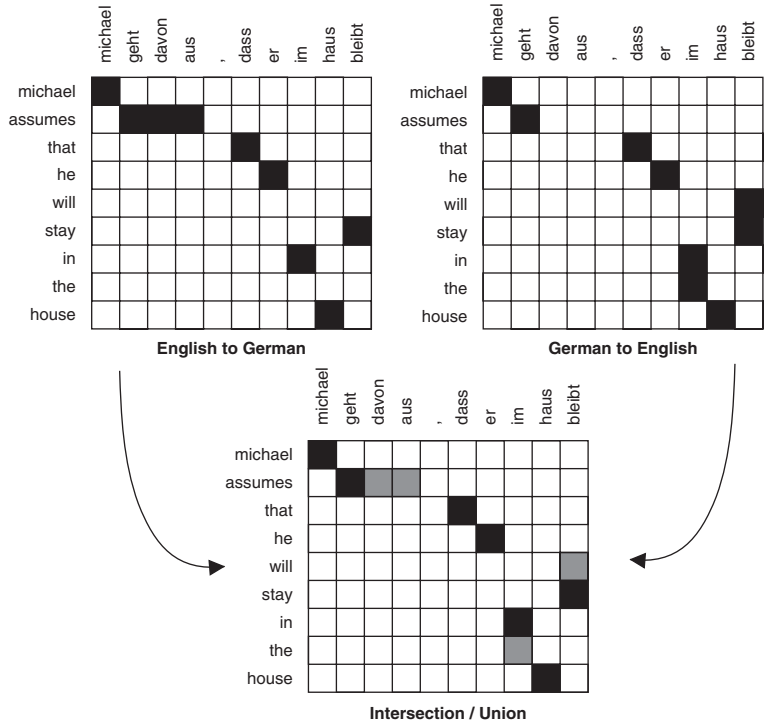 michael geht davon aus , dass er im haus bleibt
michael
assumes
that
he
will
stay
in
the
house
English to German
michael geht davon aus , dass er im haus bleibt
michael
assumes
that
he
will
stay
in
the
house
German to English
michael geht davon aus , dass er im haus bleibt
michael
assumes
that
he
will
stay
in
the
house
Intersection / Union